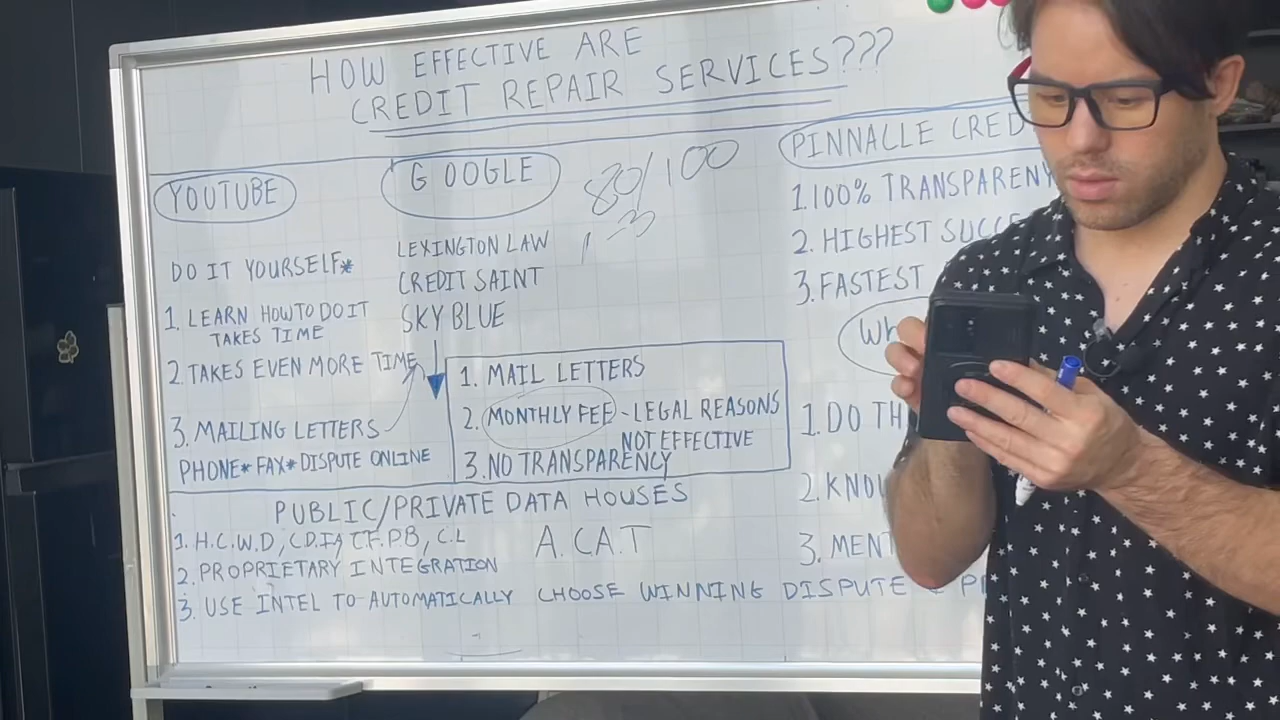 HOW EFFECTIVE ARE
CREDIT REPAIR SERVICES???
YOUTUBE
DO IT YOURSELF*
1. LEARN HOW TO DO IT
TAKES TIME
2. TAKES EVEN MORE TIME
3. MAILING LETTERS
PHONE* FAX* DISPUTE ONLINE
GOOGLE
80/100
1-3
LEXINGTON LAW
CREDIT SAINT
SKY BLUE
1. MAIL LETTERS
2. MONTHLY FEE - LEGAL REASONS
NOT EFFECTIVE
3. NO TRANSPARENCY
PINNACLE CRED
1. 100% TRANSPARENY
2. HIGHEST SUCC
3. FASTEST
Wh
1. DO TH
2. KNO
3. MENT
PUBLIC/PRIVATE DATA HOUSES
1. H.C.W.D, C.D.IA, C.F.P.B, C.L
A.C.A.T
2. PROPRIETARY INTEGRATION
3. USE INTEL TO AUTOMATICALLY CHOOSE WINNING DISPUTE